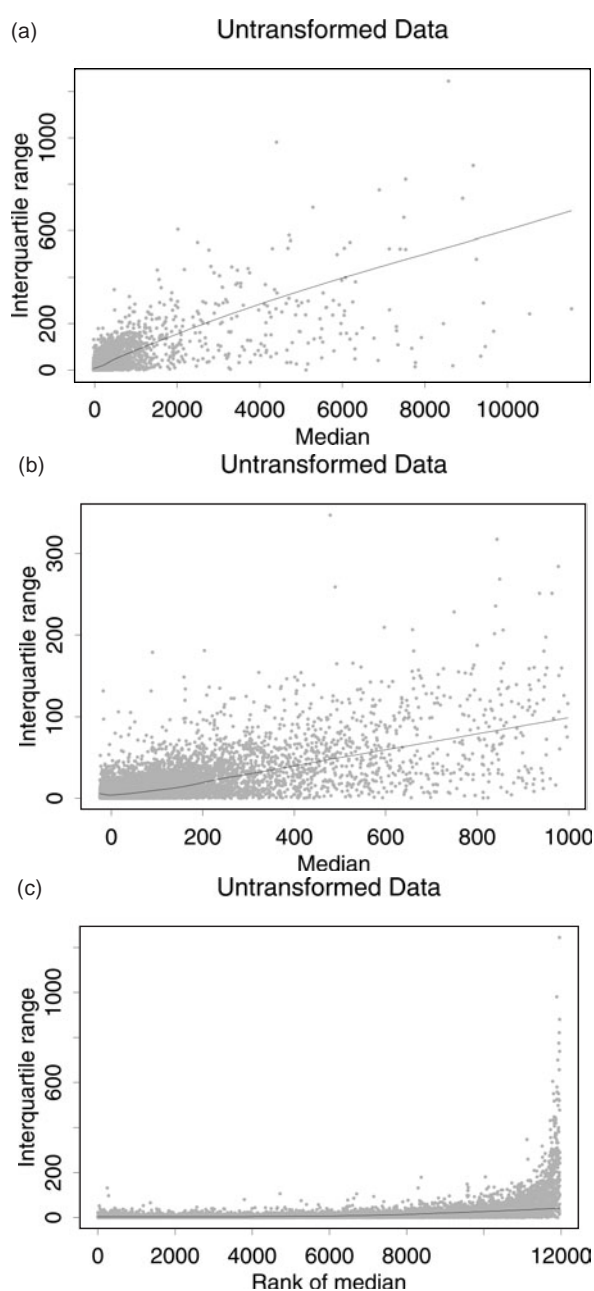 (a)
Untransformed Data
Interquartile range
0 200 600 1000
0 2000 4000 6000 8000 10000
Median
(b)
Untransformed Data
Interquartile range
0 100 200 300
0 200 400 600 800 1000
Median
(c)
Untransformed Data
Interquartile range
0 200 600 1000
0 2000 4000 6000 8000 12000
Rank of median